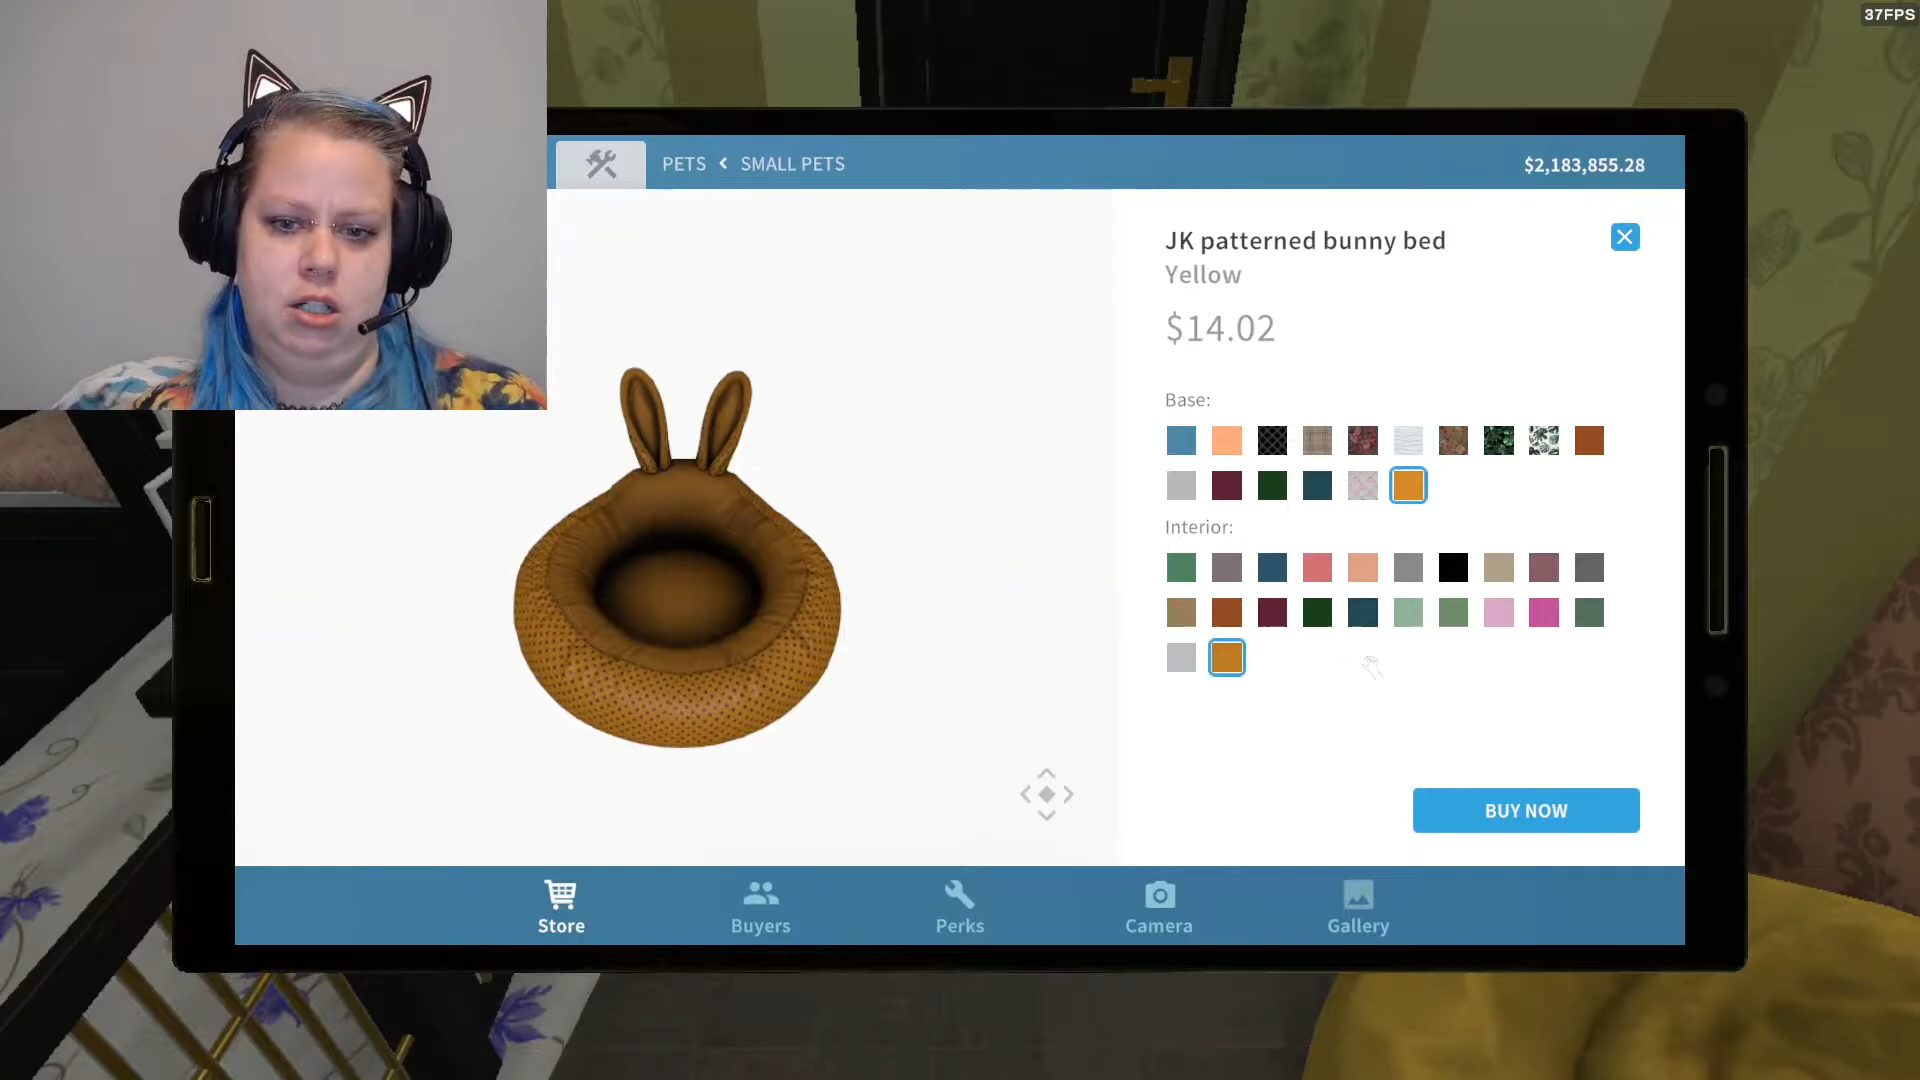 37FPS
PETS < SMALL PETS
$2,183,855.28
JK patterned bunny bed
Yellow
$14.02
Base:
Interior:
BUY NOW
Store
Buyers
Perks
Camera
Gallery